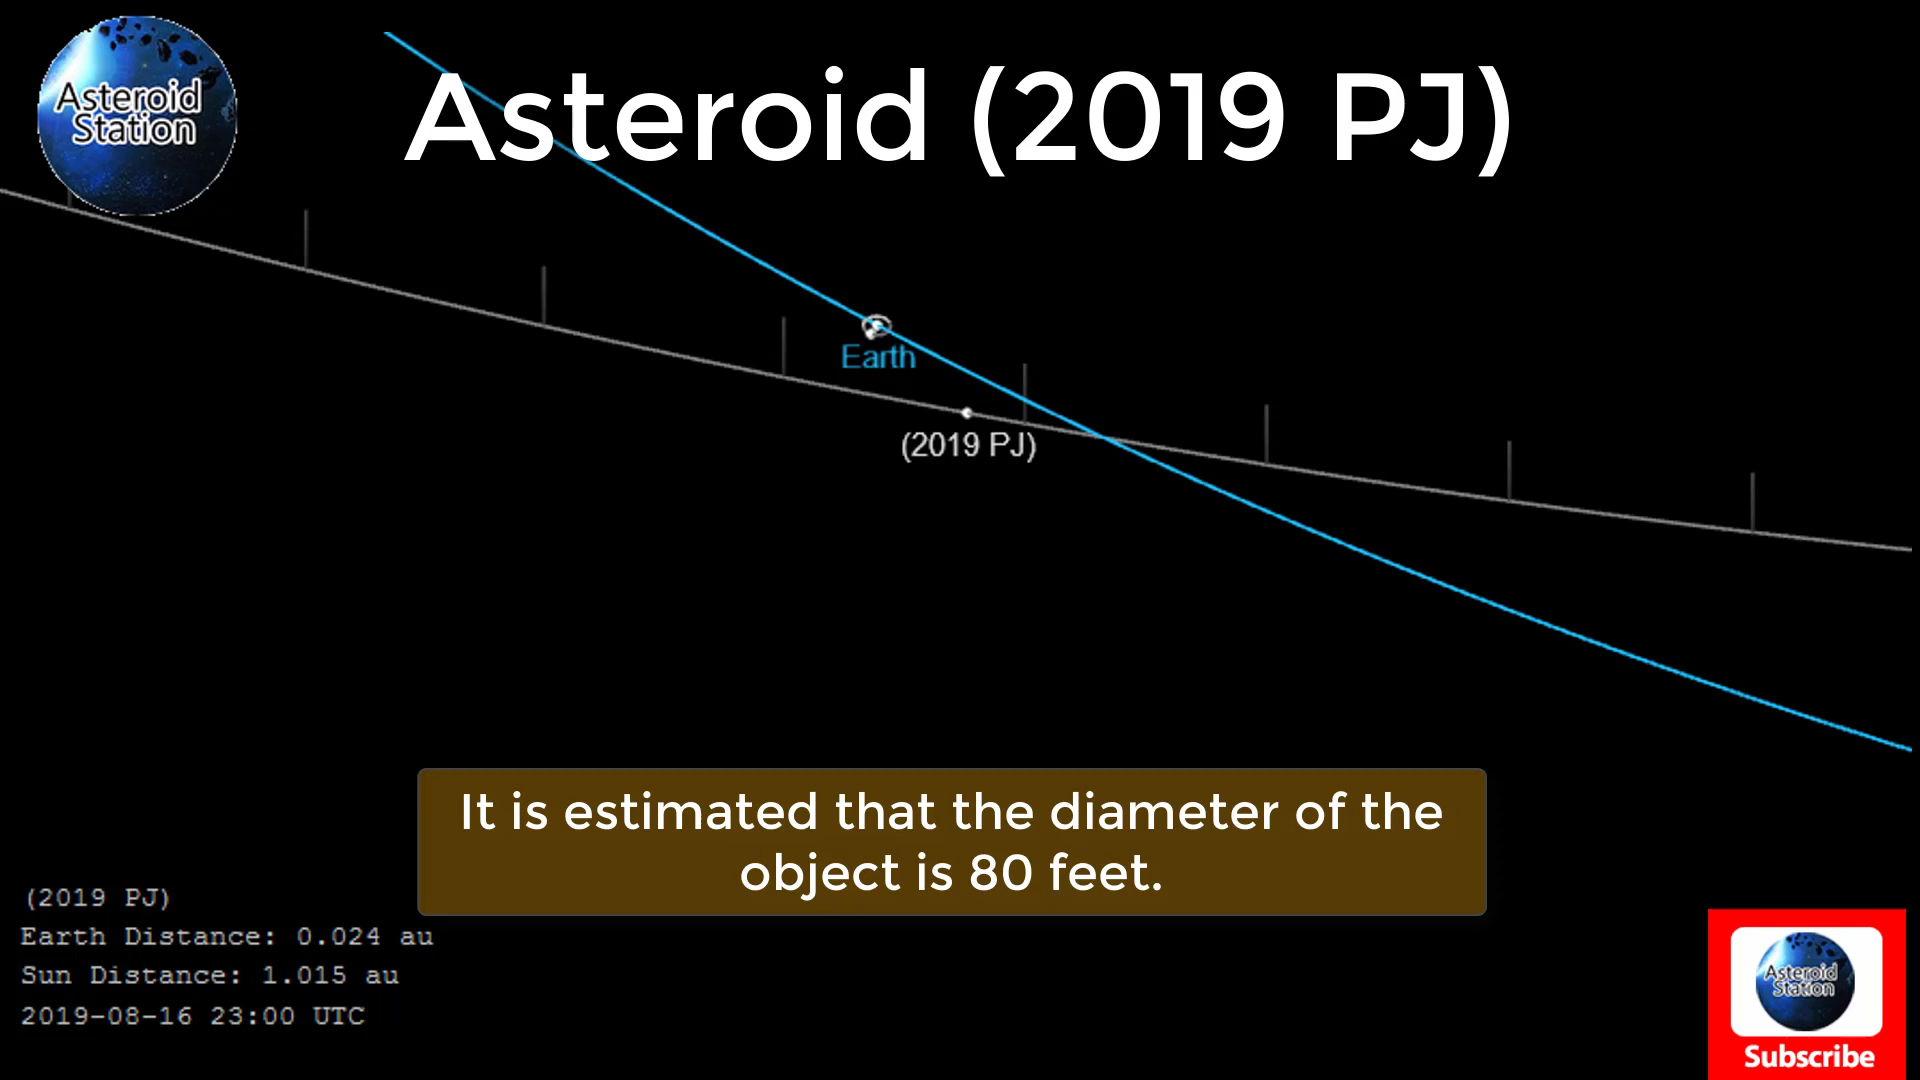 Asteroid
Station
Asteroid (2019 PJ)
Earth
(2019 PJ)
It is estimated that the diameter of the
object is 80 feet.
(2019 PJ)
Earth Distance: 0.024 au
Sun Distance: 1.015 au
2019-08-16 23:00 UTC
Asteroid
Station
Subscribe